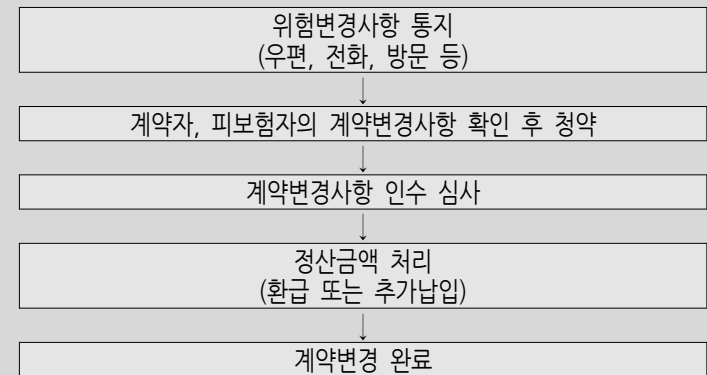 위험변경사항 통지
(우편, 전화, 방문 등)
계약자, 피보험자의 계약변경사항 확인 후 청약
계약변경사항 인수 심사
정산금액 처리
(환급 또는 추가납입)
계약변경 완료